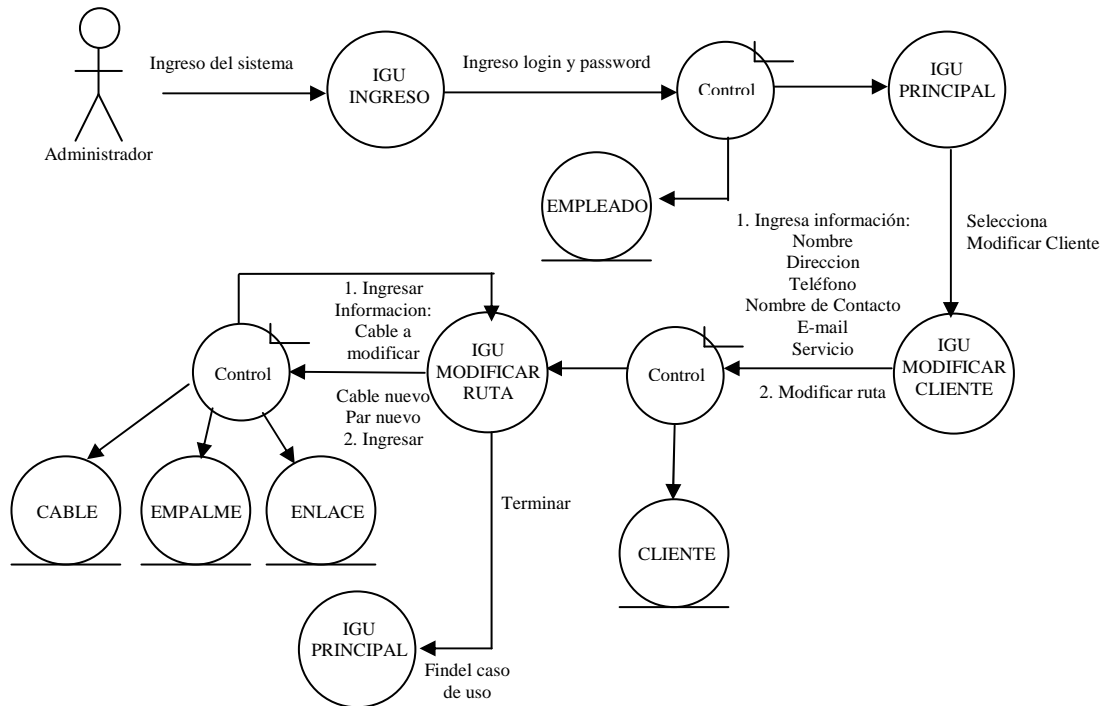 Administrador
Ingreso del sistema
IGU
INGRESO
Ingreso login y password
Control
IGU
PRINCIPAL
EMPLEADO
Selecciona
Modificar Cliente
1. Ingresa información:
Nombre
Direccion
Teléfono
Nombre de Contacto
E-mail
Servicio
2. Modificar ruta
IGU
MODIFICAR
CLIENTE
Control
CLIENTE
IGU
MODIFICAR
RUTA
1. Ingresar
Informacion:
Cable a
modificar
Cable nuevo
Par nuevo
2. Ingresar
Control
CABLE
EMPALME
ENLACE
Terminar
IGU
PRINCIPAL
Findel caso
de uso